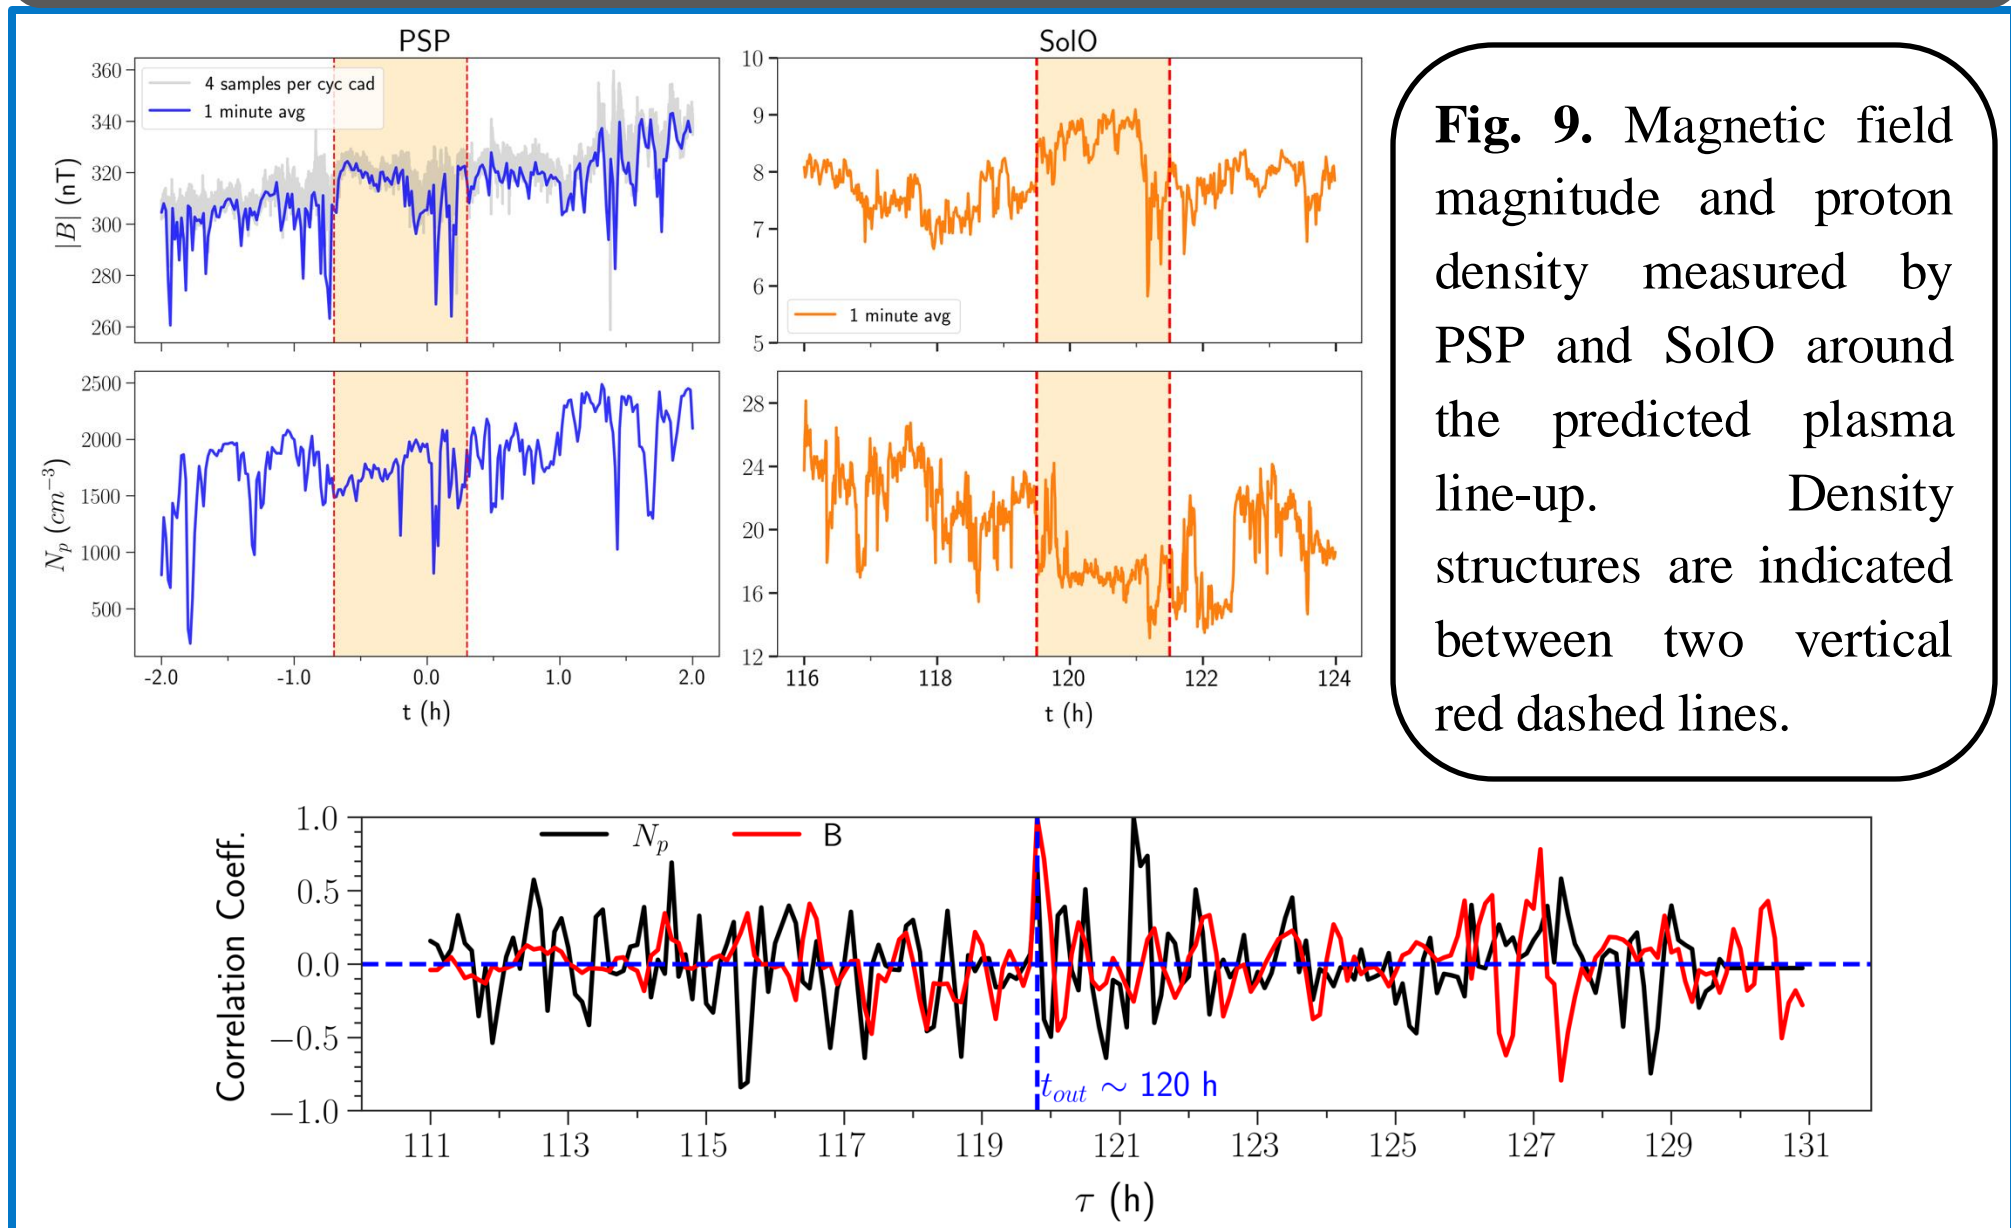 PSP
SolO
360
340
320
300
280
260
|B| (nT)
4 samples per cyc cad
1 minute avg
10
9
8
7
6
5
1 minute avg
2500
2000
1500
1000
500
N_p (cm^{-3})
-2.0 -1.0 0.0 1.0 2.0
t (h)
28
24
20
16
12
116 118 120 122 124
t (h)
Fig. 9. Magnetic field
magnitude and proton
density measured by
PSP and SolO around
the predicted plasma
line-up. Density
structures are indicated
between two vertical
red dashed lines.
1.0
0.5
0.0
−0.5
−1.0
Correlation Coeff.
N_p B
t_{out} ∼ 120 h
111 113 115 117 119 121 123 125 127 129 131
τ (h)